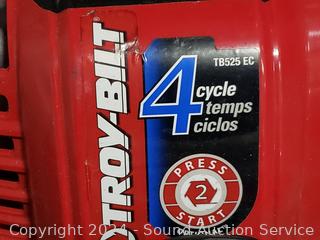 TROY-BILT
TB525 EC
4 cycle
temps
ciclos
PRESS
2
START
Copyright 2024 - Sound Auction Service